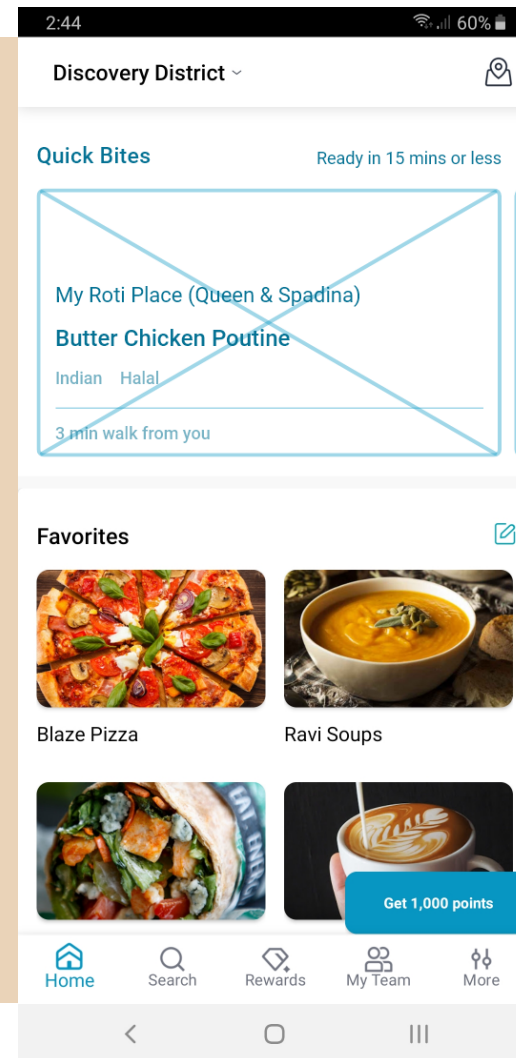 2:44
60%
Discovery District
Quick Bites
Ready in 15 mins or less
My Roti Place (Queen & Spadina)
Butter Chicken Poutine
Indian Halal
3 min walk from you
Favorites
Blaze Pizza
Ravi Soups
EAT. ENERG
Get 1,000 points
Home
Search
Rewards
My Team
More